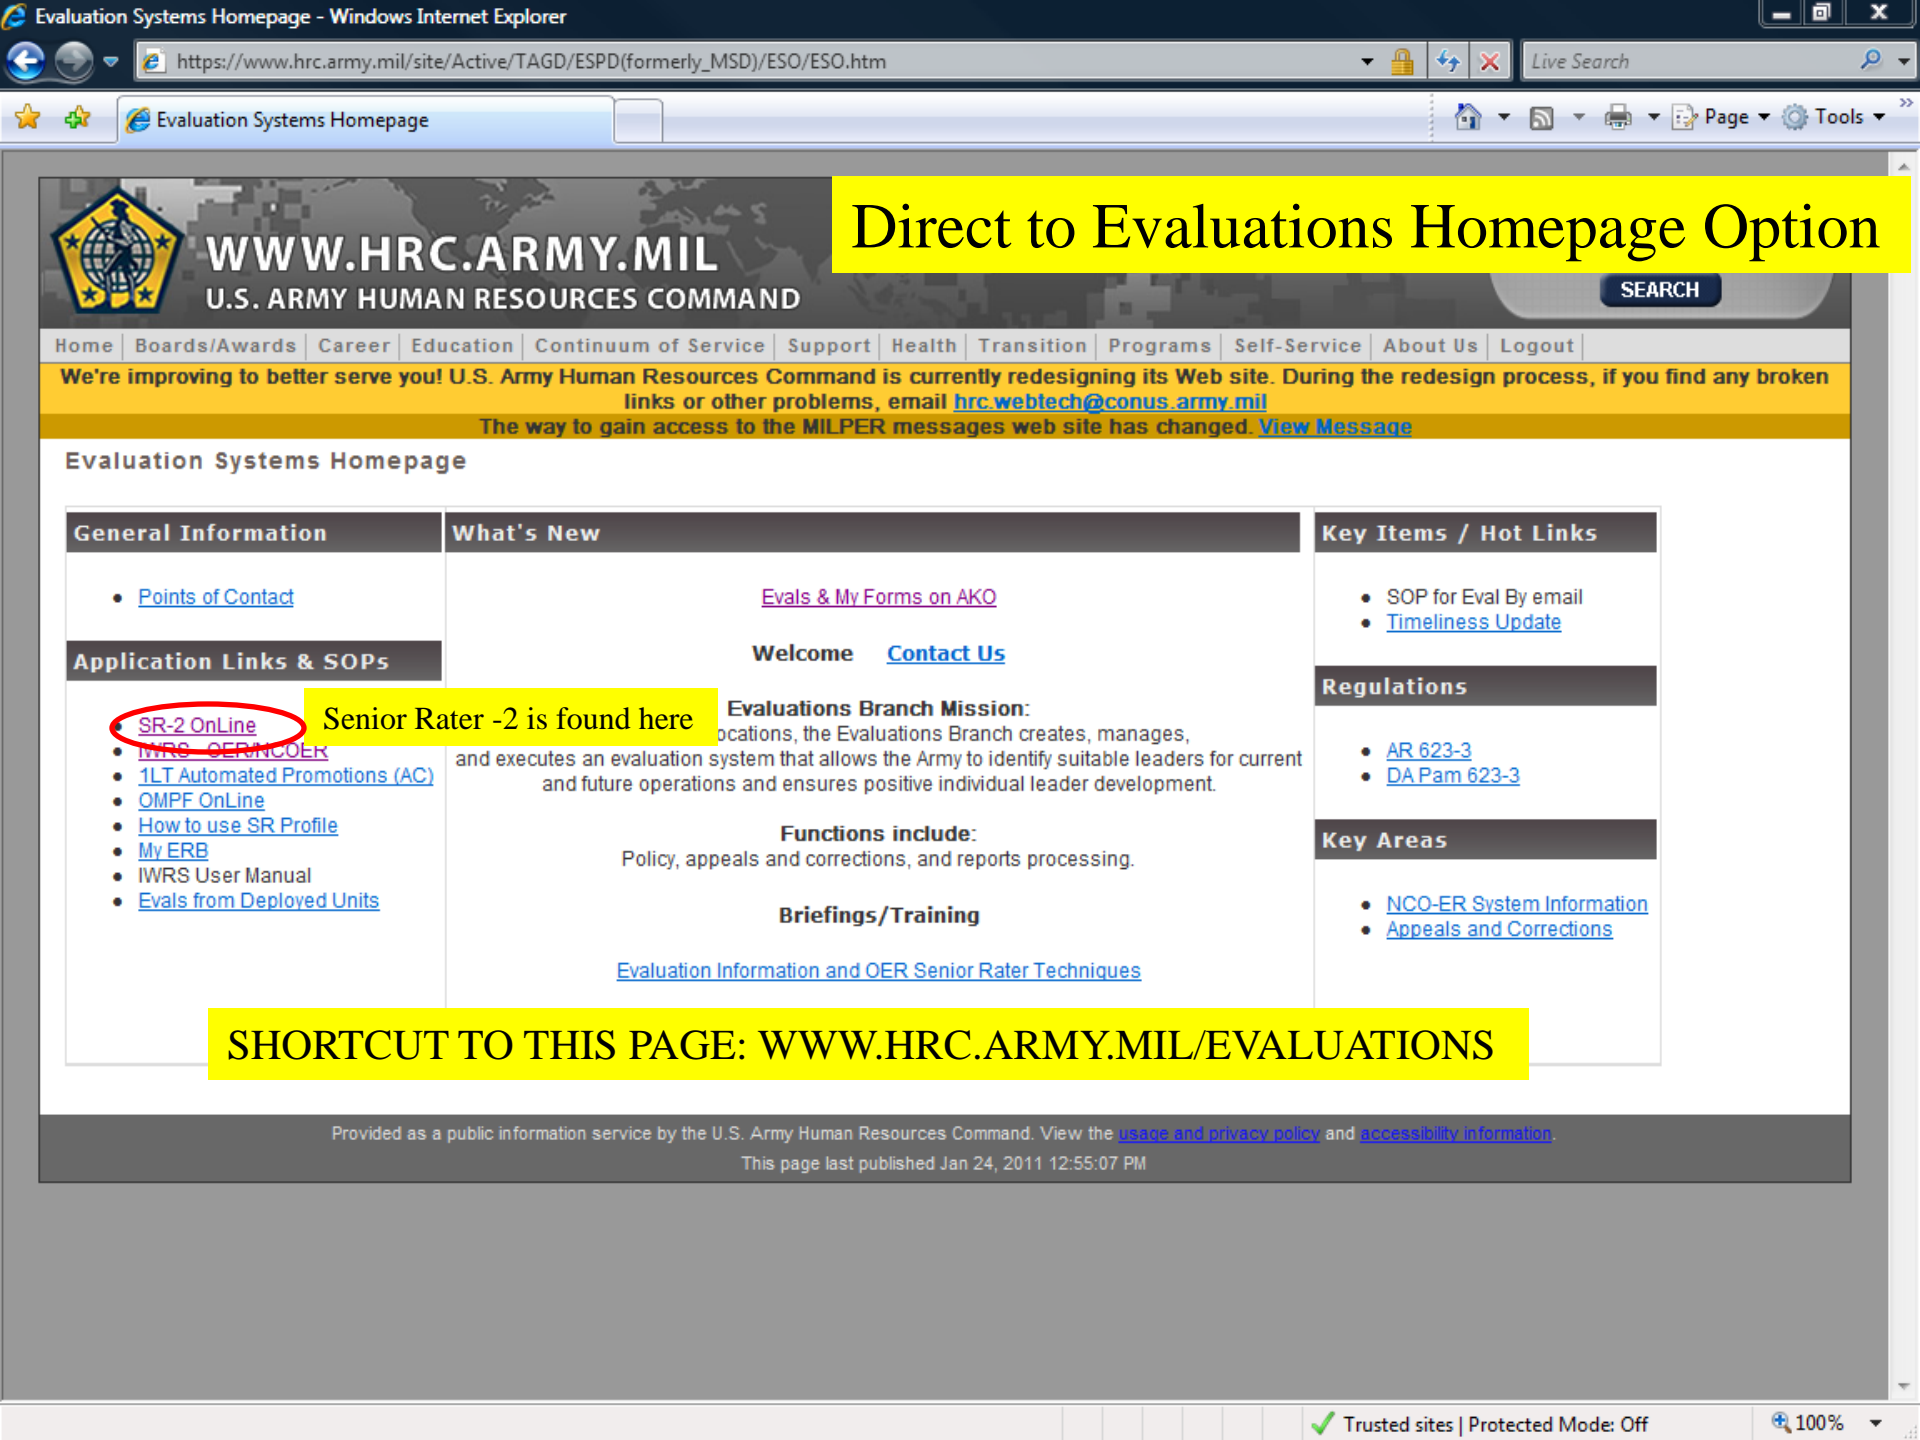 Evaluation Systems Homepage - Windows Internet Explorer
https://www.hrc.army.mil/site/Active/TAGD/ESPD(formerly_MSD)/ESO/ESO.htm
Live Search
Evaluation Systems Homepage
Page
Tools
Direct to Evaluations Homepage Option
WWW.HRC.ARMY.MIL
U.S. ARMY HUMAN RESOURCES COMMAND
SEARCH
Home | Boards/Awards | Career | Education | Continuum of Service | Support | Health | Transition | Programs | Self-Service | About Us | Logout |
We're improving to better serve you! U.S. Army Human Resources Command is currently redesigning its Web site. During the redesign process, if you find any broken
links or other problems, email hrc.webtech@conus.army.mil
The way to gain access to the MILPER messages web site has changed. View Message
Evaluation Systems Homepage
General Information
Points of Contact
Application Links & SOPs
SR-2 OnLine
Senior Rater -2 is found here
IWRS - OER/NCOER
1LT Automated Promotions (AC)
OMPF OnLine
How to use SR Profile
My ERB
IWRS User Manual
Evals from Deployed Units
What's New
Evals & My Forms on AKO
Welcome Contact Us
Evaluations Branch Mission:
ocations, the Evaluations Branch creates, manages,
and executes an evaluation system that allows the Army to identify suitable leaders for current
and future operations and ensures positive individual leader development.
Functions include:
Policy, appeals and corrections, and reports processing.
Briefings/Training
Evaluation Information and OER Senior Rater Techniques
Key Items / Hot Links
SOP for Eval By email
Timeliness Update
Regulations
AR 623-3
DA Pam 623-3
Key Areas
NCO-ER System Information
Appeals and Corrections
SHORTCUT TO THIS PAGE: WWW.HRC.ARMY.MIL/EVALUATIONS
Provided as a public information service by the U.S. Army Human Resources Command. View the usage and privacy policy and accessibility information.
This page last published Jan 24, 2011 12:55:07 PM
Trusted sites | Protected Mode: Off
100%